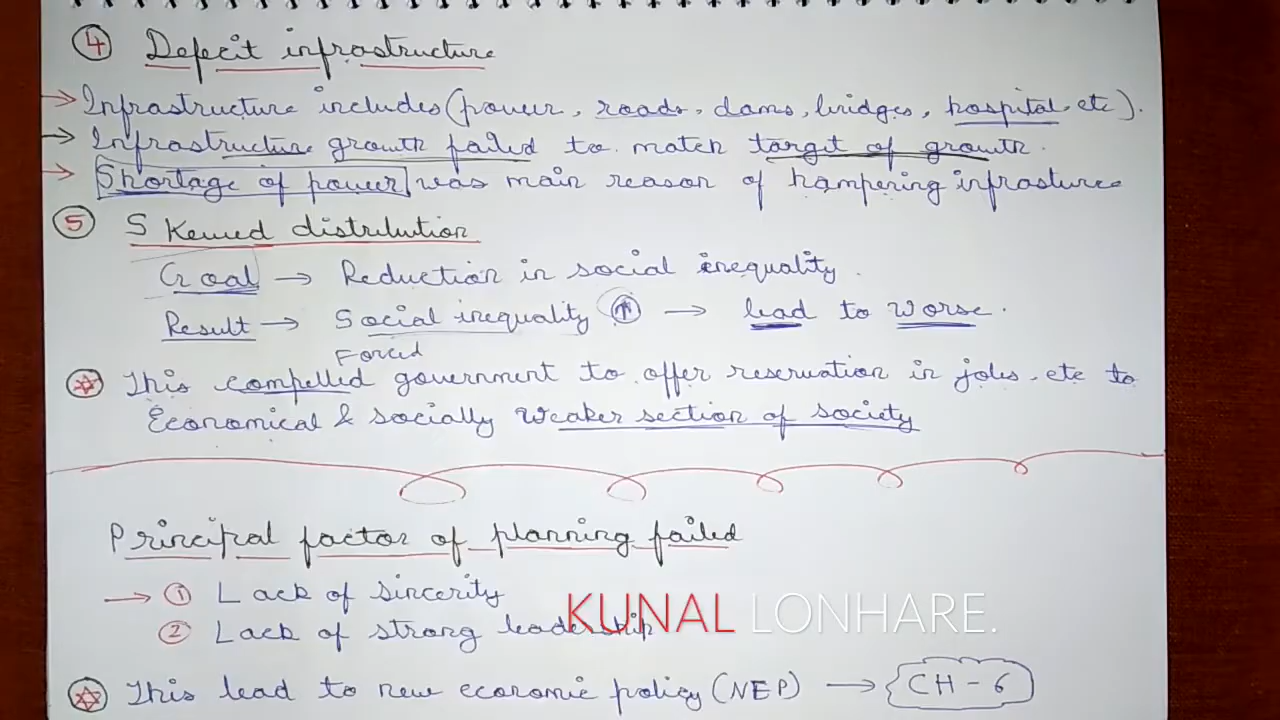 ④ Defecit infrastructure
→ Infrastructure includes (power, roads, dams, bridges, hospital, etc).
→ Infrastructure growth failed to match target of growth.
→ Shortage of power was main reason of hampering infrasture
⑤ Skewed distribution
Goal → Reduction in social inequality.
Result → Social inequality ↑ → lead to worse.
Forced
This compelled government to offer reservation in jobs, etc to
Economical & socially weaker section of society
Principal factor of planning failed
→ ① Lack of sincerity
② Lack of strong leadership
KUNAL LONHARE.
This lead to new economic policy (NEP) → CH-6